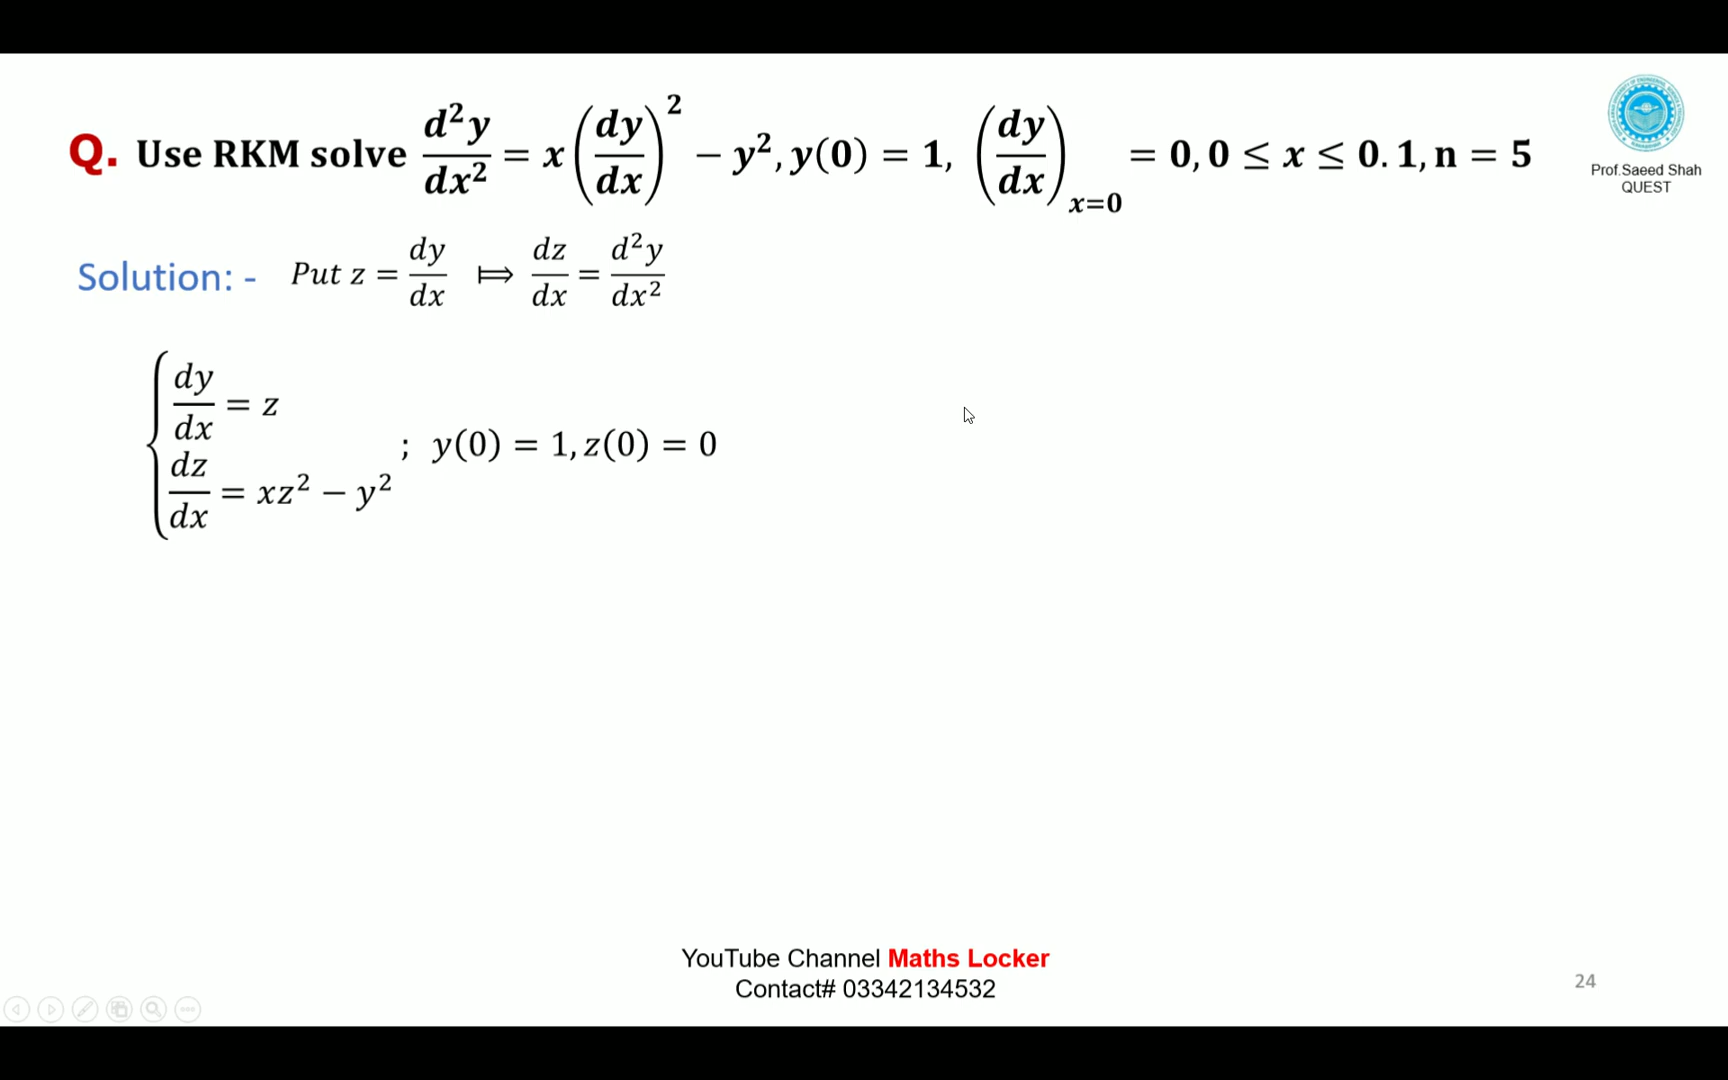 Q. Use RKM solve d²y/dx² = x(dy/dx)² − y², y(0) = 1, (dy/dx)ₓ₌₀ = 0, 0 ≤ x ≤ 0.1, n = 5
Prof.Saeed Shah
QUEST
Solution: - Put z = dy/dx ⟼ dz/dx = d²y/dx²
dy/dx = z
; y(0) = 1, z(0) = 0
dz/dx = xz² − y²
YouTube Channel Maths Locker
Contact# 03342134532
24